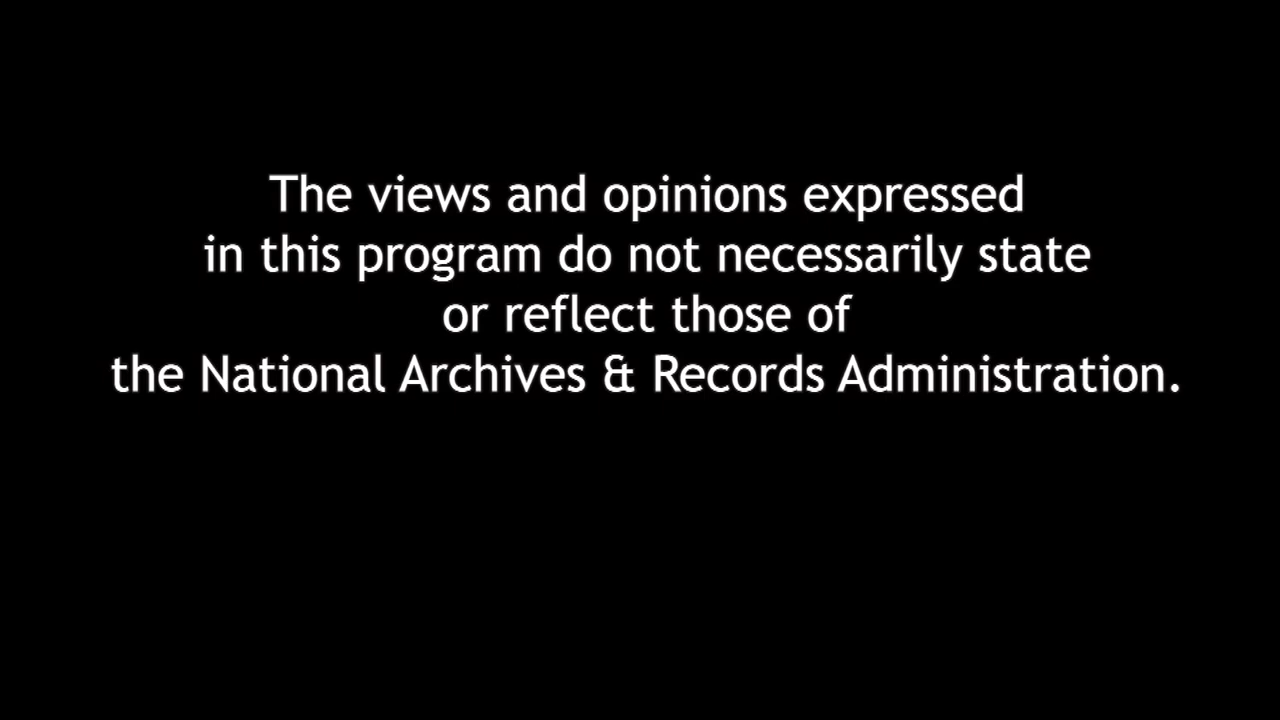 The views and opinions expressed
in this program do not necessarily state
or reflect those of
the National Archives & Records Administration.